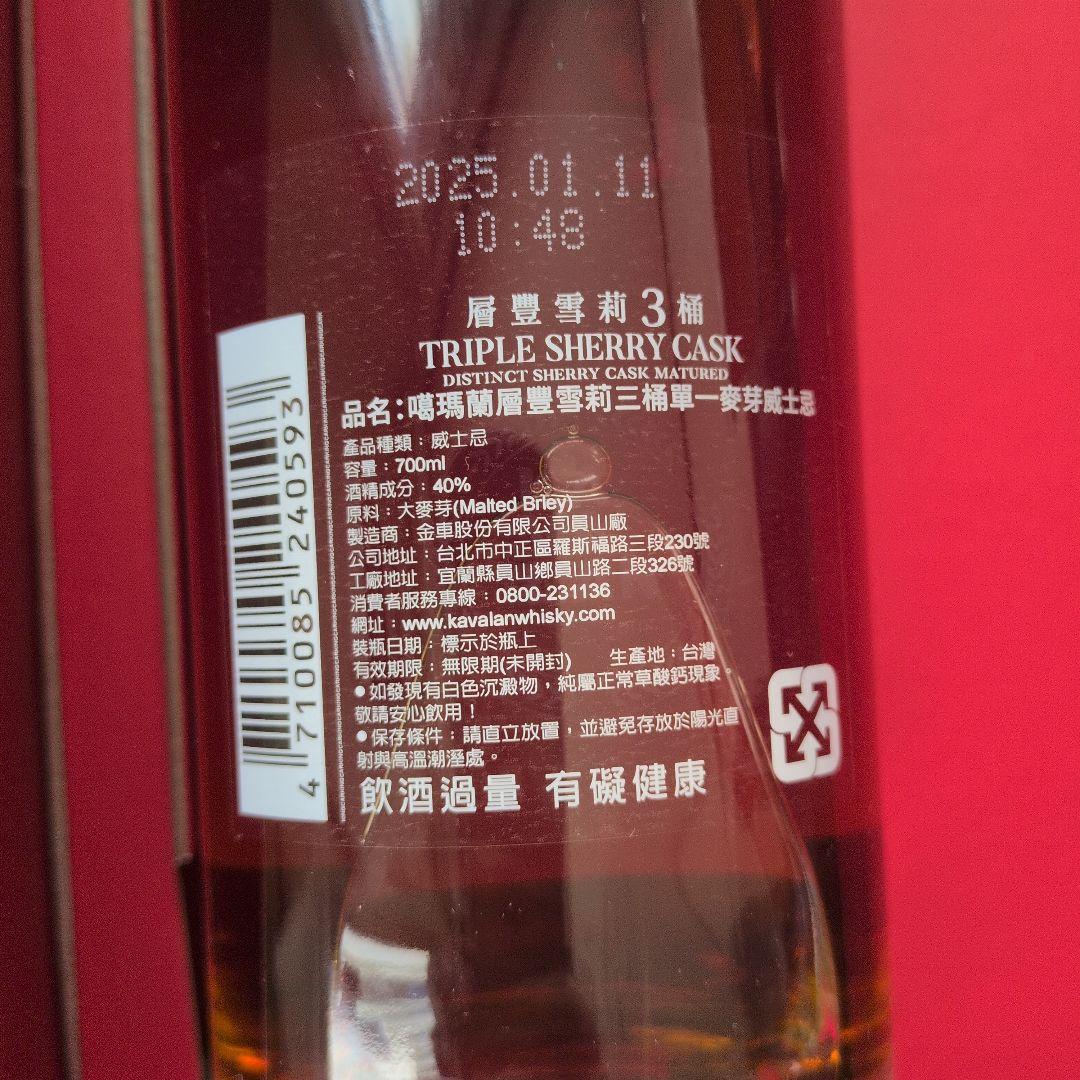 2025.01.11
10:48
層豐雪莉3桶
TRIPLE SHERRY CASK
DISTINCT SHERRY CASK MATURED
品名:噶瑪蘭層豐雪莉三桶單一麥芽威士忌
產品種類：威士忌
容量：700ml
酒精成分：40%
原料：大麥芽(Malted Brley)
製造商：金車股份有限公司員山廠
公司地址：台北市中正區羅斯福路三段230號
工廠地址：宜蘭縣員山鄉員山路二段326號
消費者服務專線：0800-231136
網址：www.kavalanwhisky.com
裝瓶日期：標示於瓶上
有效期限：無限期(未開封) 生產地：台灣
●如發現有白色沉澱物，純屬正常草酸鈣現象，
敬請安心飲用！
●保存條件：請直立放置，並避免存放於陽光直
射與高溫潮溼處。
飲酒過量 有礙健康
4 710085 240593